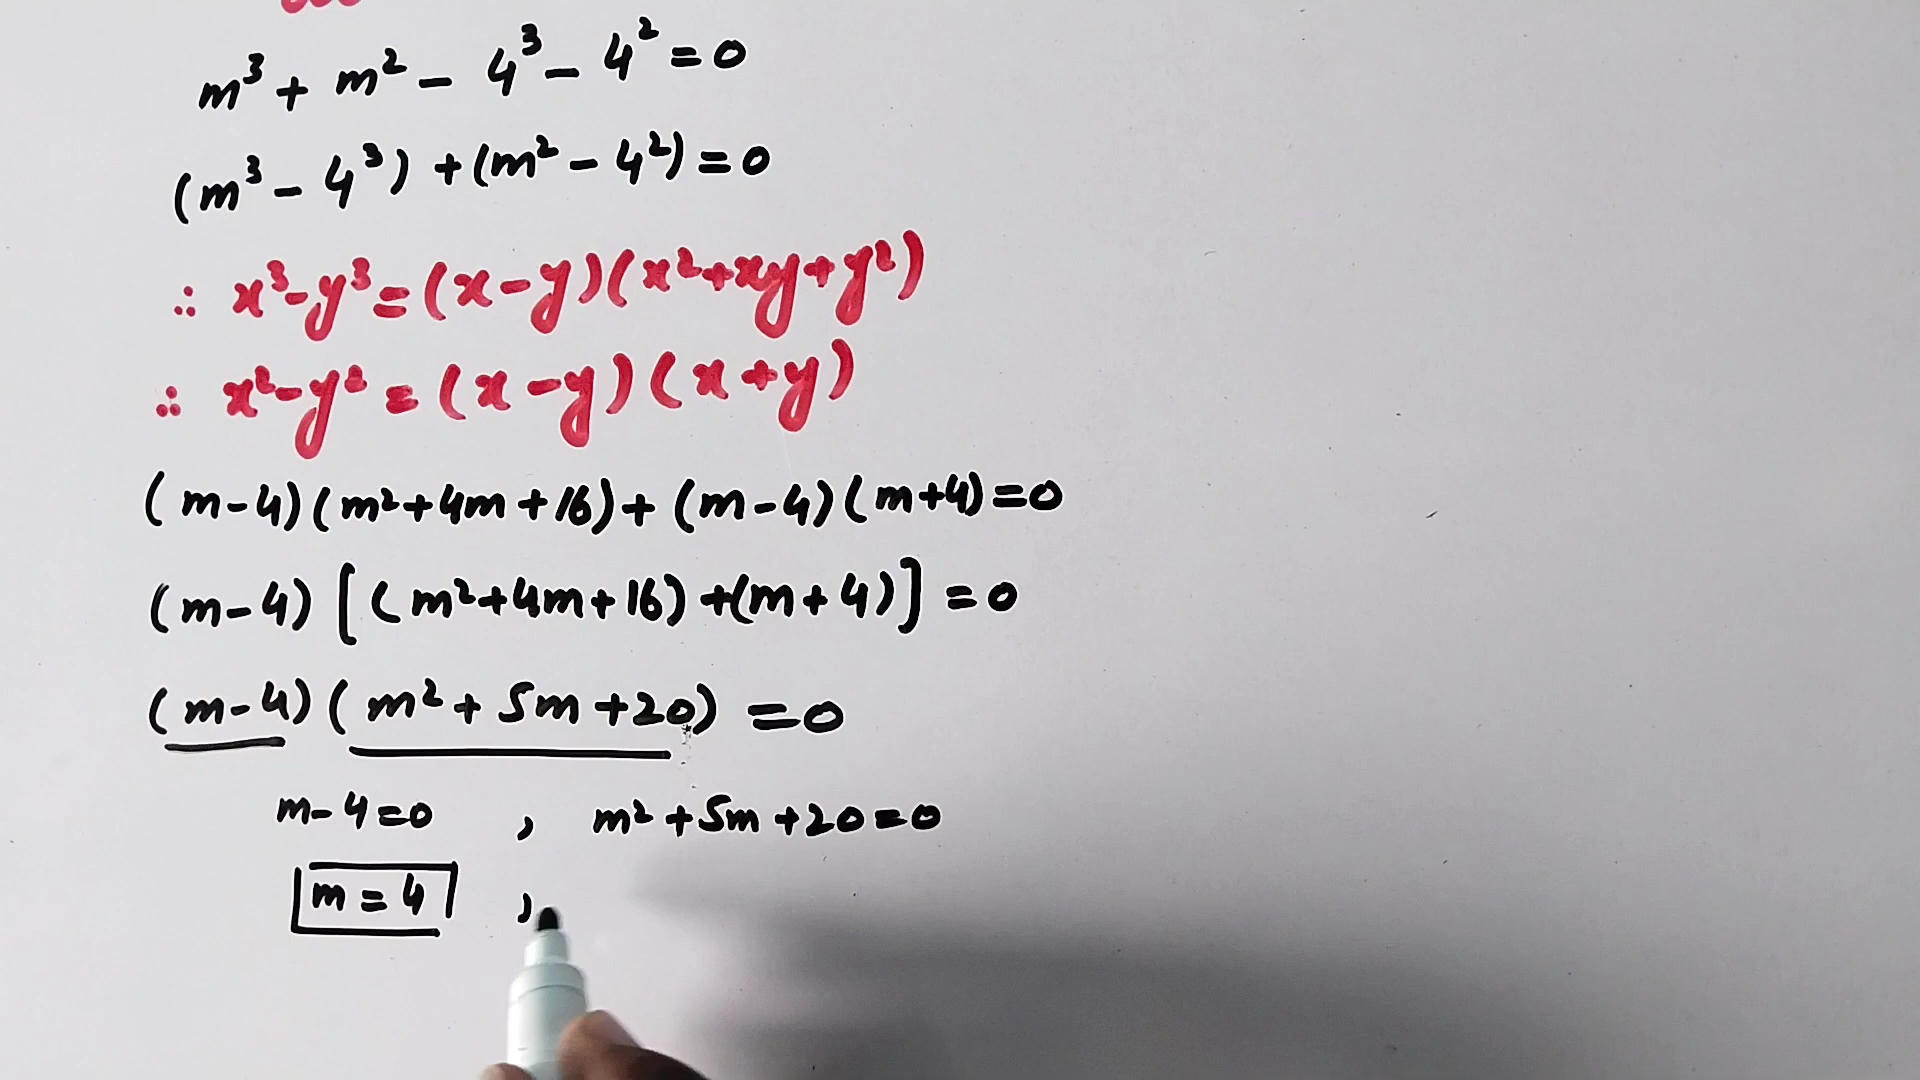 m³ + m² - 4³ - 4² = 0
(m³ - 4³) + (m² - 4²) = 0
∴ x³-y³ = (x-y)(x²+xy+y²)
∴ x²-y² = (x-y)(x+y)
(m-4)(m²+4m+16)+(m-4)(m+4)=0
(m-4)[(m²+4m+16)+(m+4)]=0
(m-4)(m²+5m+20)=0
m-4=0 , m²+5m+20=0
m=4 ,